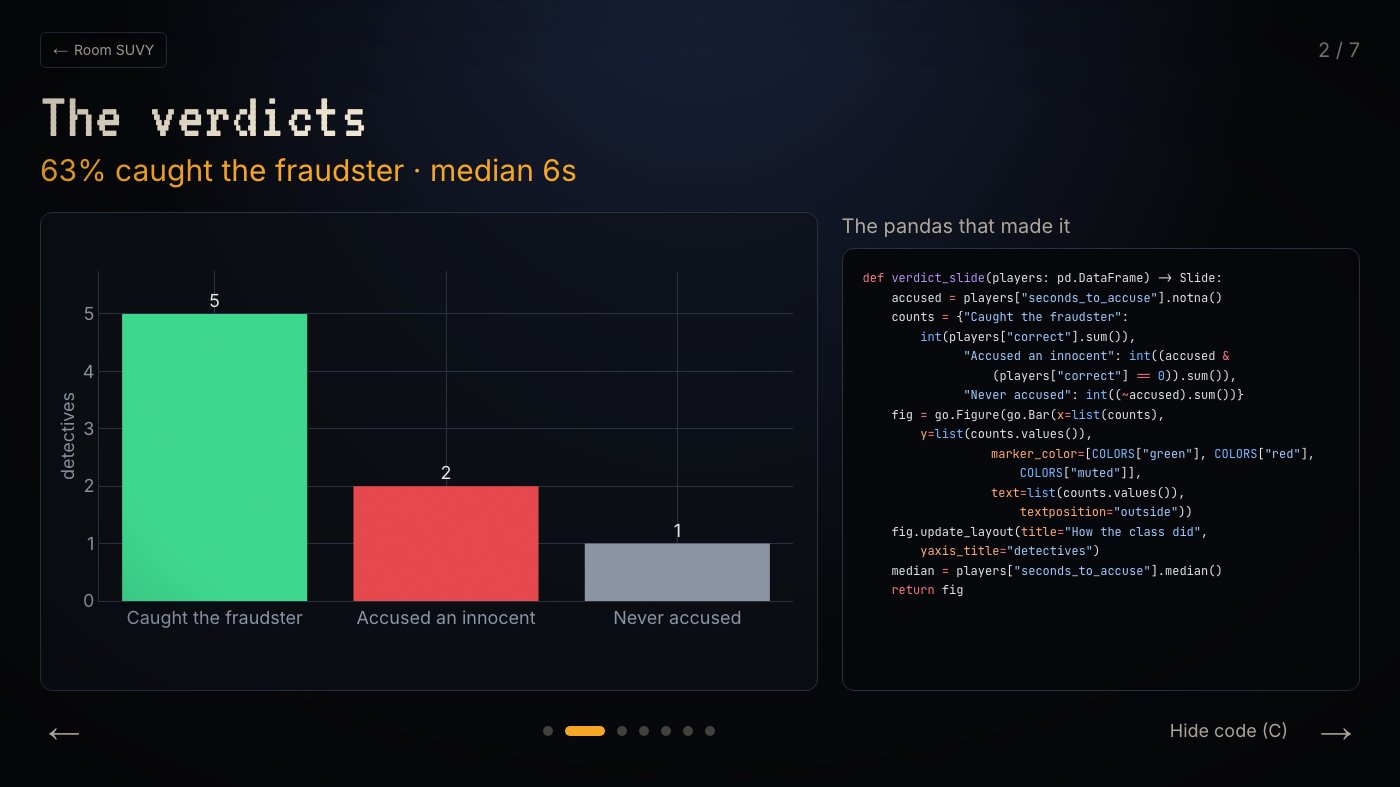 ← Room SUVY
2 / 7
The verdicts
63% caught the fraudster · median 6s
5
4
3
2
1
0
detectives
5
2
1
Caught the fraudster
Accused an innocent
Never accused
The pandas that made it
def verdict_slide(players: pd.DataFrame) -> Slide:
    accused = players["seconds_to_accuse"].notna()
    counts = {"Caught the fraudster":
        int(players["correct"].sum()),
              "Accused an innocent": int((accused &
                  (players["correct"] == 0)).sum()),
              "Never accused": int((~accused).sum())}
    fig = go.Figure(go.Bar(x=list(counts),
        y=list(counts.values()),
                  marker_color=[COLORS["green"], COLORS["red"],
                      COLORS["muted"]],
                  text=list(counts.values()),
                      textposition="outside"))
    fig.update_layout(title="How the class did",
        yaxis_title="detectives")
    median = players["seconds_to_accuse"].median()
    return fig
←
Hide code (C)
→